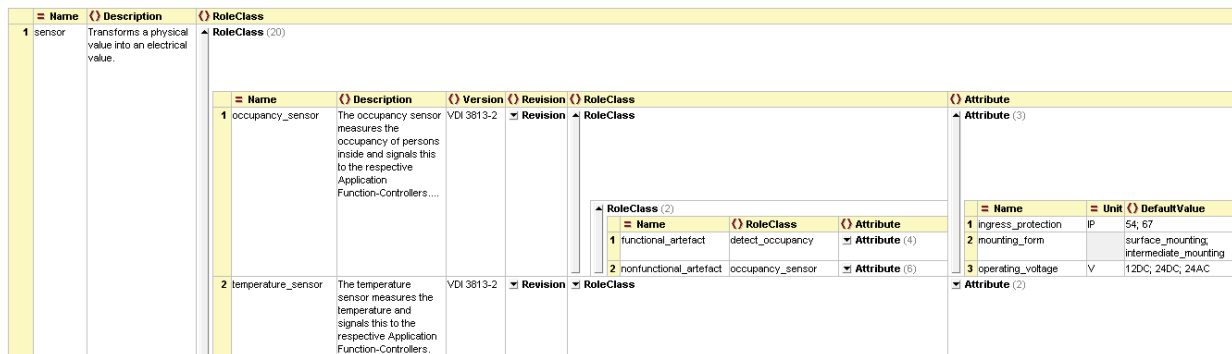 = Name () Description () RoleClass
1 sensor Transforms a physical value into an electrical value. RoleClass (20)
= Name () Description () Version () Revision () RoleClass () Attribute
1 occupancy_sensor The occupancy sensor VDI 3813-2 Revision RoleClass Attribute (3)
measures the
occupancy of persons
inside and signals this
to the respective
Application
Function-Controllers....
RoleClass (2)
= Name () RoleClass () Attribute
1 functional_artefact detect_occupancy Attribute (4)
2 nonfunctional_artefact occupancy_sensor Attribute (6)
= Name = Unit () DefaultValue
1 ingress_protection IP 54; 67
2 mounting_form surface_mounting;
intermediate_mounting
3 operating_voltage V 12DC; 24DC; 24AC
2 temperature_sensor The temperature VDI 3813-2 Revision RoleClass Attribute (2)
sensor measures the
temperature and
signals this to the
respective Application
Function-Controllers.